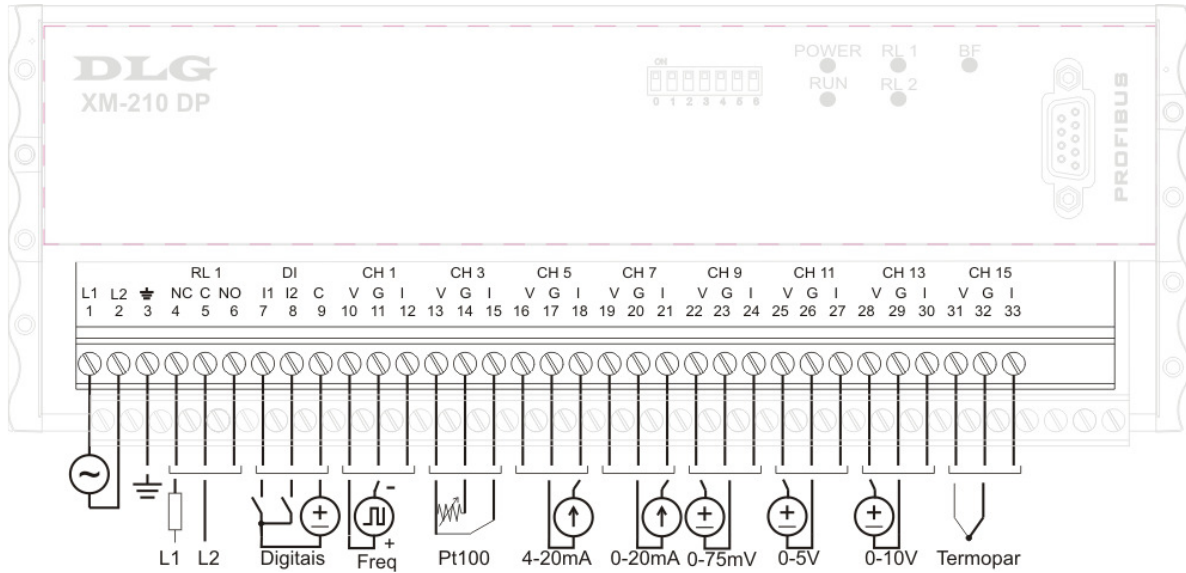 DLG
XM-210 DP
ON
0 1 2 3 4 5 6
POWER RL 1 BF
RUN RL 2
PROFIBUS
RL 1 DI CH 1 CH 3 CH 5 CH 7 CH 9 CH 11 CH 13 CH 15
L1 L2 NC C NO I1 I2 C V G I V G I V G I V G I V G I V G I V G I V G I
1 2 3 4 5 6 7 8 9 10 11 12 13 14 15 16 17 18 19 20 21 22 23 24 25 26 27 28 29 30 31 32 33
L1 L2 Digitais Freq Pt100 4-20mA 0-20mA 0-75mV 0-5V 0-10V Termopar